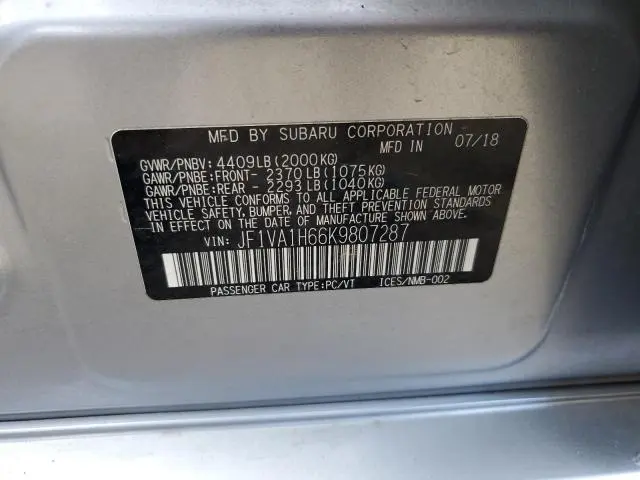 MFD BY SUBARU CORPORATION
MFD IN 07/18
GVWR/PNBV: 4409LB(2000KG)
GAWR/PNBE:FRONT- 2370LB(1075KG)
GAWR/PNBE:REAR - 2293LB(1040KG)
THIS VEHICLE CONFORMS TO ALL APPLICABLE FEDERAL MOTOR
VEHICLE SAFETY, BUMPER, AND THEFT PREVENTION STANDARDS
IN EFFECT ON THE DATE OF MANUFACTURE SHOWN ABOVE.
VIN: JF1VA1H66K9807287
PASSENGER CAR TYPE:PC/VT ICES/NMB-002